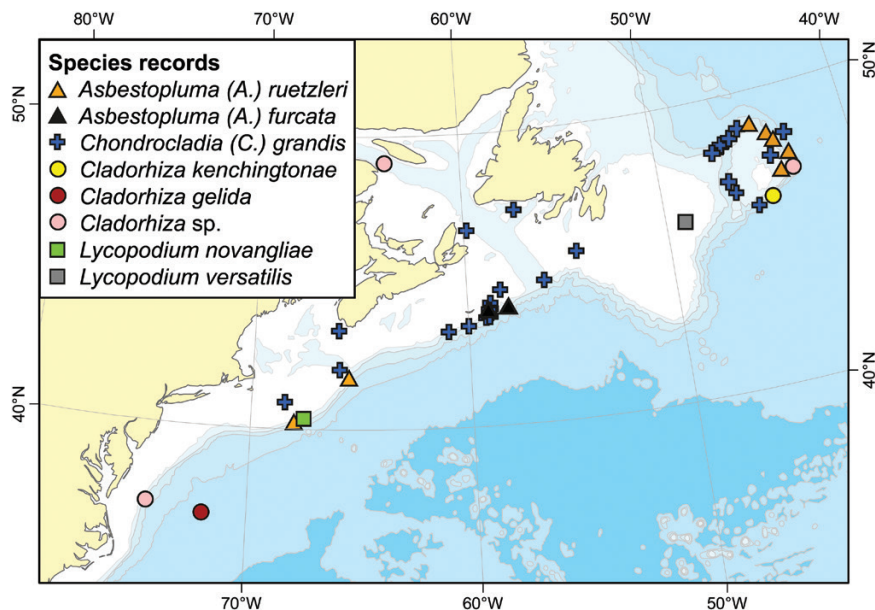 80°W 70°W 60°W 50°W 40°W
50°N
50°N
Species records
Asbestopluma (A.) ruetzleri
Asbestopluma (A.) furcata
Chondrocladia (C.) grandis
Cladorhiza kenchingtonae
Cladorhiza gelida
Cladorhiza sp.
Lycopodium novangliae
Lycopodium versatilis
40°N
40°N
70°W 60°W 50°W